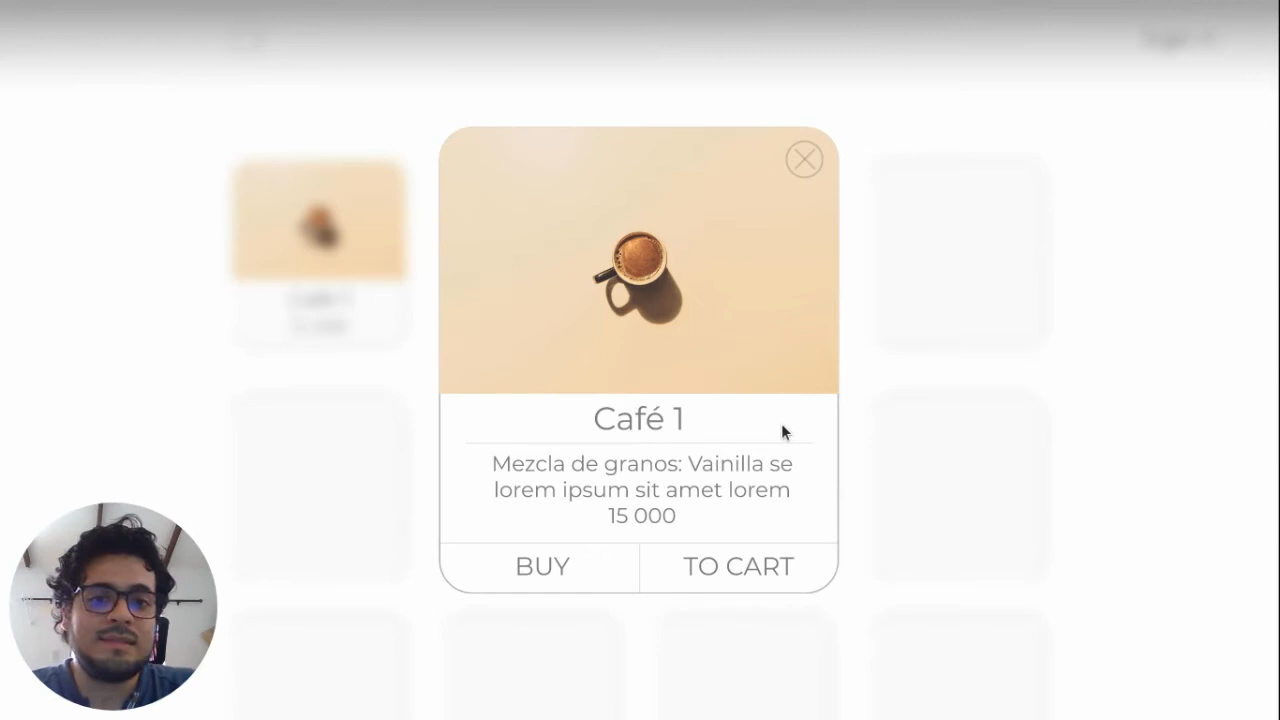 Café 1
Mezcla de granos: Vainilla se
lorem ipsum sit amet lorem
15 000
BUY
TO CART